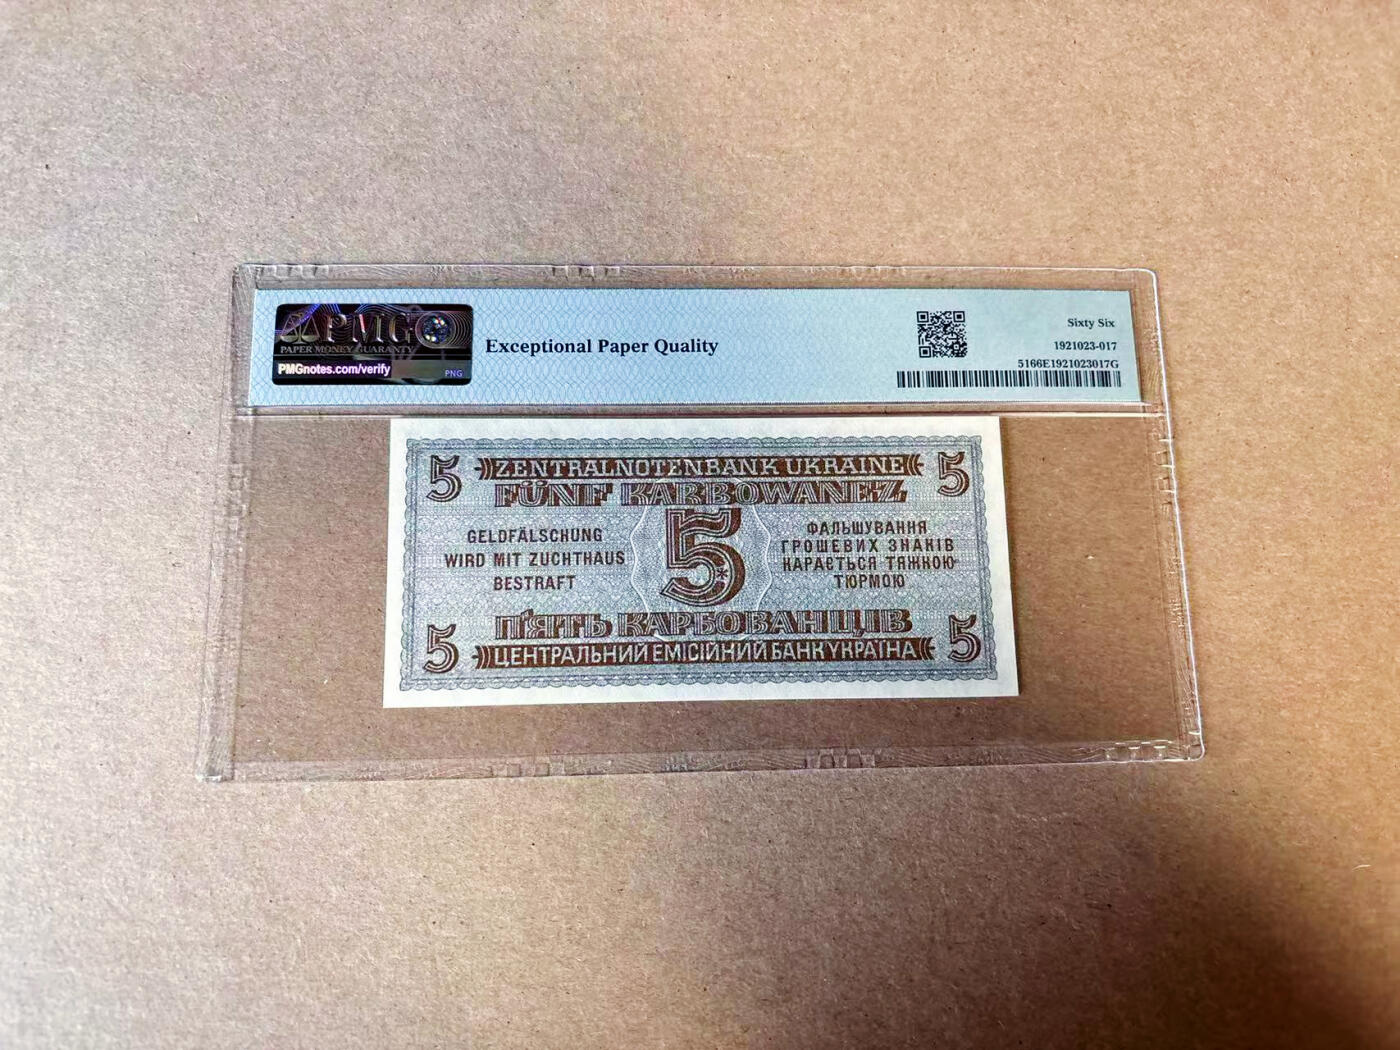 PMG
PAPER MONEY GUARANTY
PMGnotes.com/verify
PNG
Exceptional Paper Quality
Sixty Six
1921023-017
5166E1921023017G
5 ZENTRALNOTENBANK UKRAINE 5
FÜNF KARBOWANEZ
GELDFÄLSCHUNG
WIRD MIT ZUCHTHAUS
BESTRAFT
5
ФАЛЬШУВАННЯ
ГРОШЕВИХ ЗНАКІВ
КАРАЄТЬСЯ ТЯЖКОЮ
ТЮРМОЮ
П'ЯТЬ КАРБОВАНЦІВ
5 ЦЕНТРАЛЬНИЙ ЕМІСІЙНИЙ БАНК УКРАЇНА 5